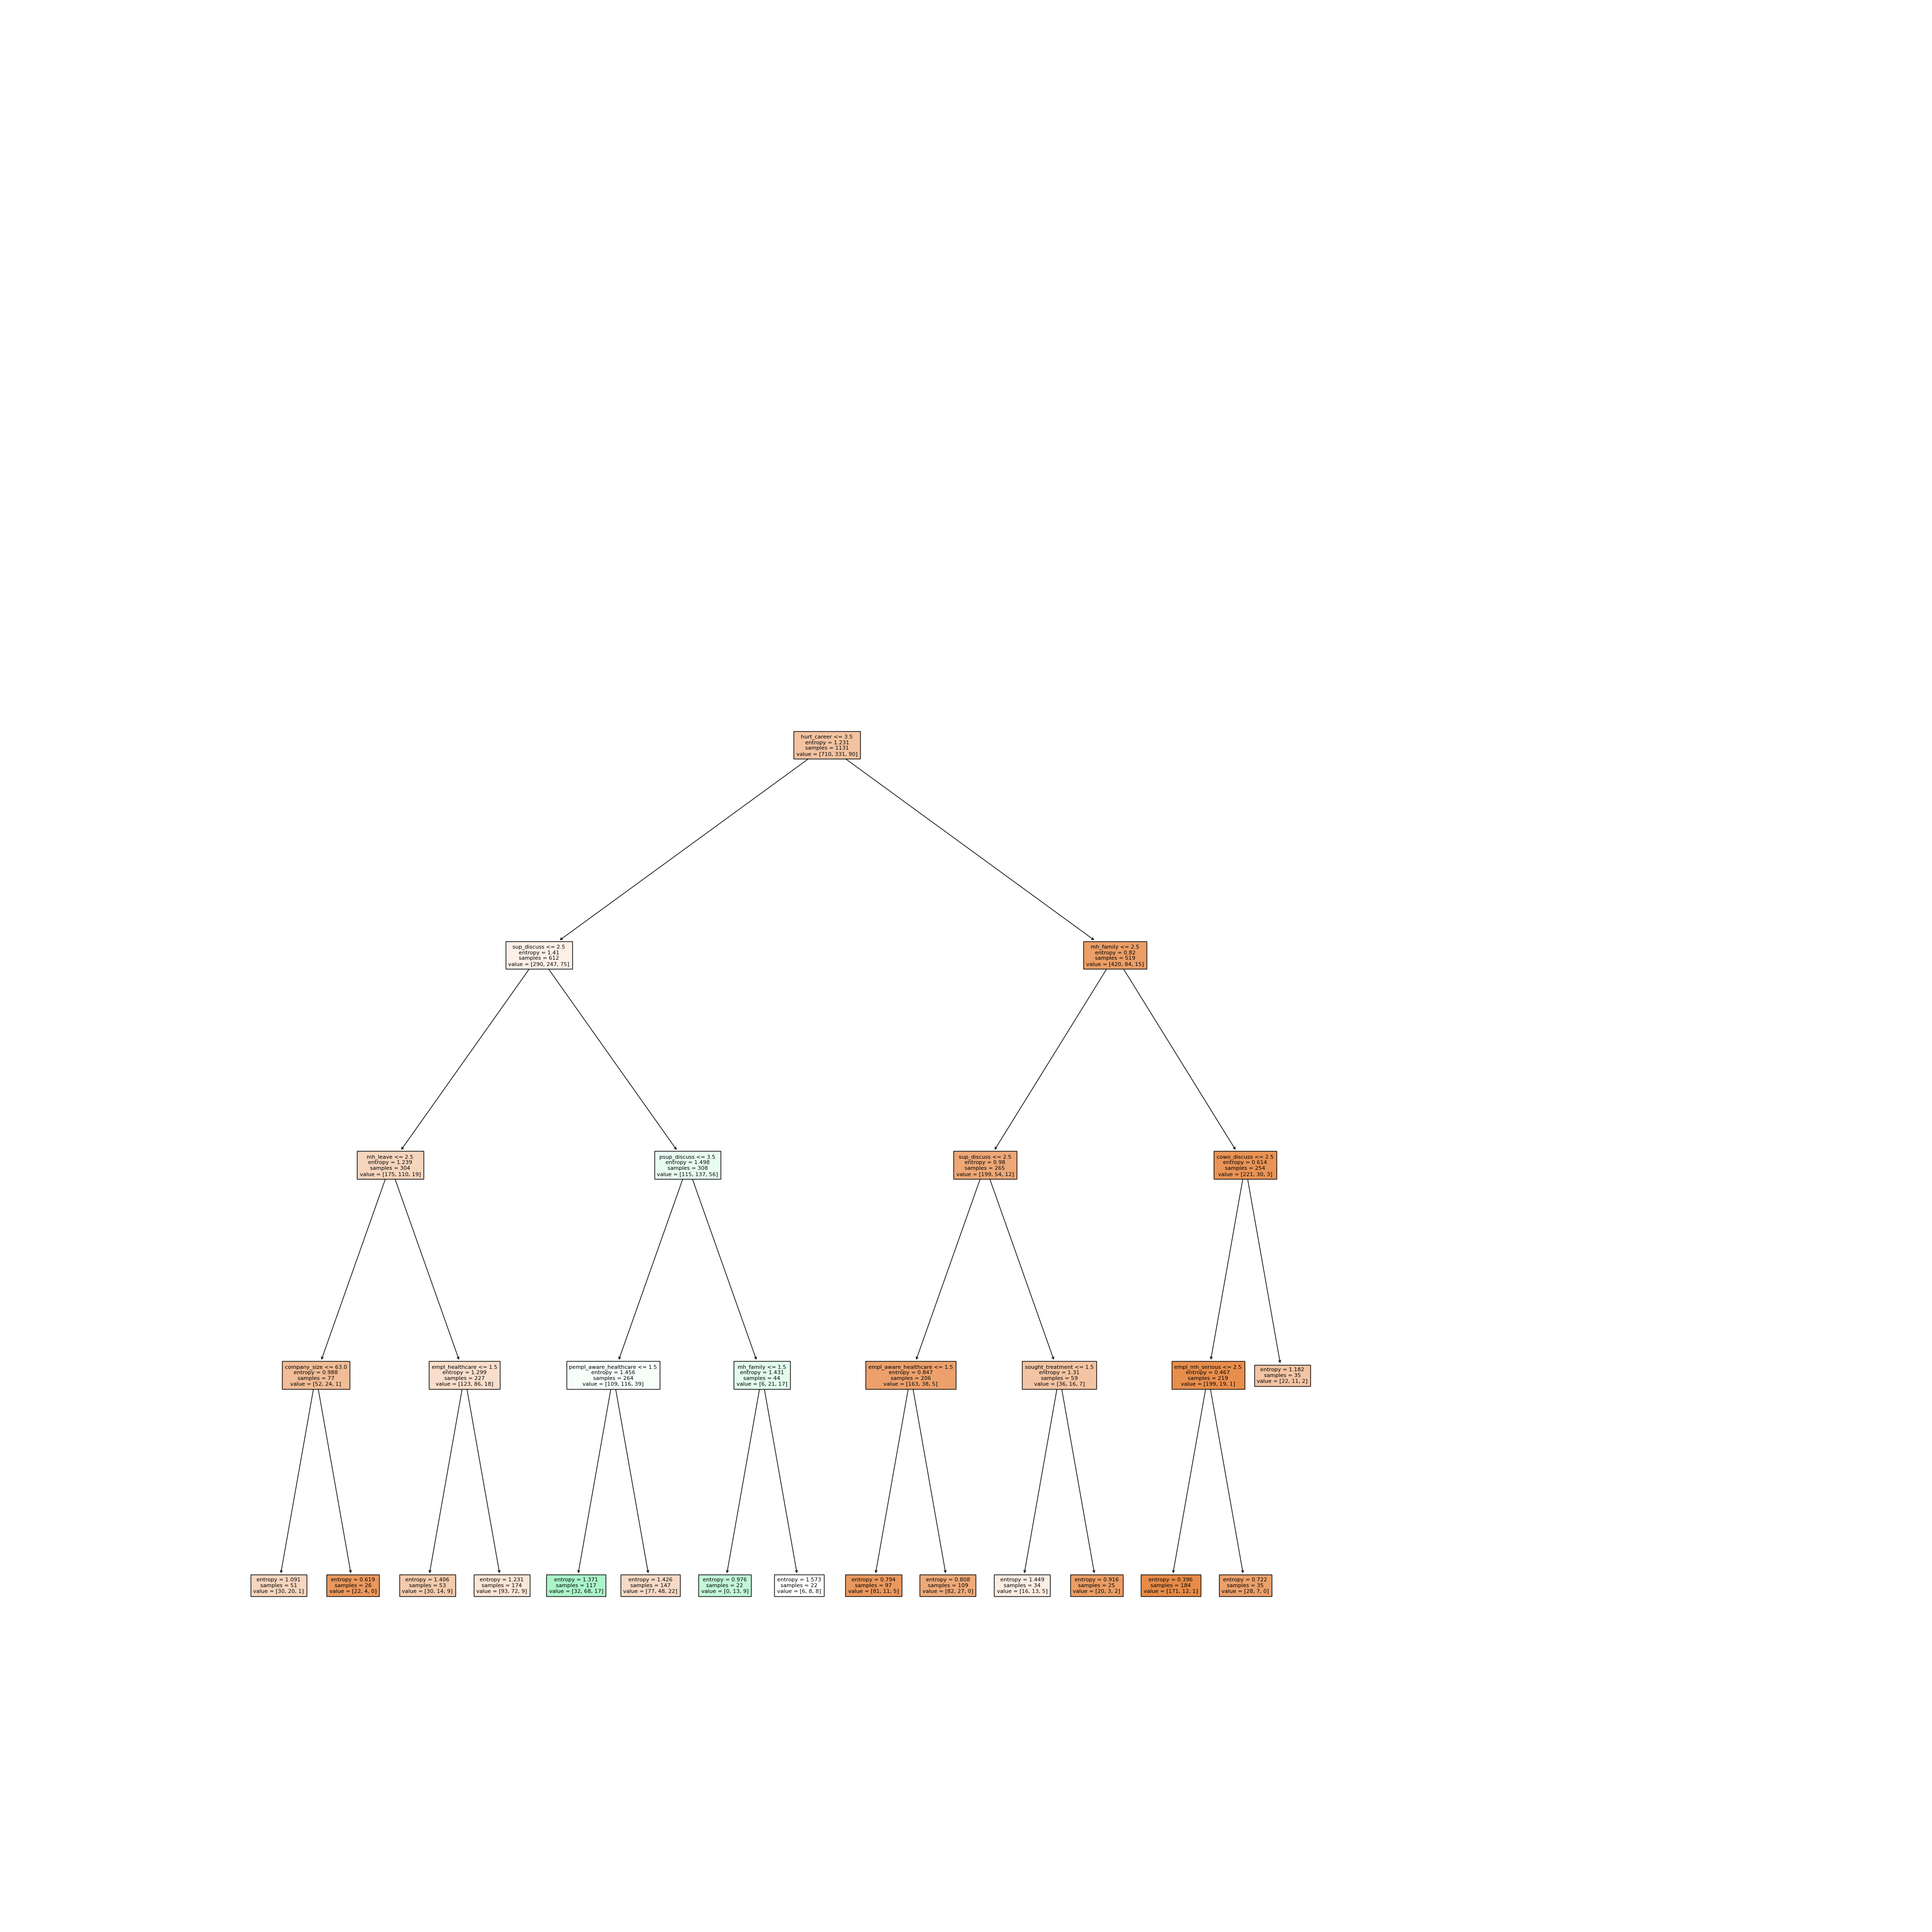 hurt_career <= 3.5
entropy = 1.231
samples = 1131
value = [710, 331, 90]
sup_discuss <= 2.5
entropy = 1.41
samples = 612
value = [290, 247, 75]
mh_family <= 2.5
entropy = 0.82
samples = 519
value = [420, 84, 15]
mh_leave <= 2.5
entropy = 1.239
samples = 304
value = [175, 110, 19]
psup_discuss <= 3.5
entropy = 1.498
samples = 308
value = [115, 137, 56]
sup_discuss <= 2.5
entropy = 0.98
samples = 265
value = [199, 54, 12]
cowo_discuss <= 2.5
entropy = 0.614
samples = 254
value = [221, 30, 3]
company_size <= 63.0
entropy = 0.988
samples = 77
value = [52, 24, 1]
empl_healthcare <= 1.5
entropy = 1.299
samples = 227
value = [123, 86, 18]
pempl_aware_healthcare <= 1.5
entropy = 1.456
samples = 264
value = [109, 116, 39]
mh_family <= 1.5
entropy = 1.431
samples = 44
value = [6, 21, 17]
empl_aware_healthcare <= 1.5
entropy = 0.847
samples = 206
value = [163, 38, 5]
sought_treatment <= 1.5
entropy = 1.31
samples = 59
value = [36, 16, 7]
empl_mh_serious <= 2.5
entropy = 0.467
samples = 219
value = [199, 19, 1]
entropy = 1.182
samples = 35
value = [22, 11, 2]
entropy = 1.091
samples = 51
value = [30, 20, 1]
entropy = 0.619
samples = 26
value = [22, 4, 0]
entropy = 1.406
samples = 53
value = [30, 14, 9]
entropy = 1.231
samples = 174
value = [93, 72, 9]
entropy = 1.371
samples = 117
value = [32, 68, 17]
entropy = 1.426
samples = 147
value = [77, 48, 22]
entropy = 0.976
samples = 22
value = [0, 13, 9]
entropy = 1.573
samples = 22
value = [6, 8, 8]
entropy = 0.794
samples = 97
value = [81, 11, 5]
entropy = 0.808
samples = 109
value = [82, 27, 0]
entropy = 1.449
samples = 34
value = [16, 13, 5]
entropy = 0.916
samples = 25
value = [20, 3, 2]
entropy = 0.396
samples = 184
value = [171, 12, 1]
entropy = 0.722
samples = 35
value = [28, 7, 0]